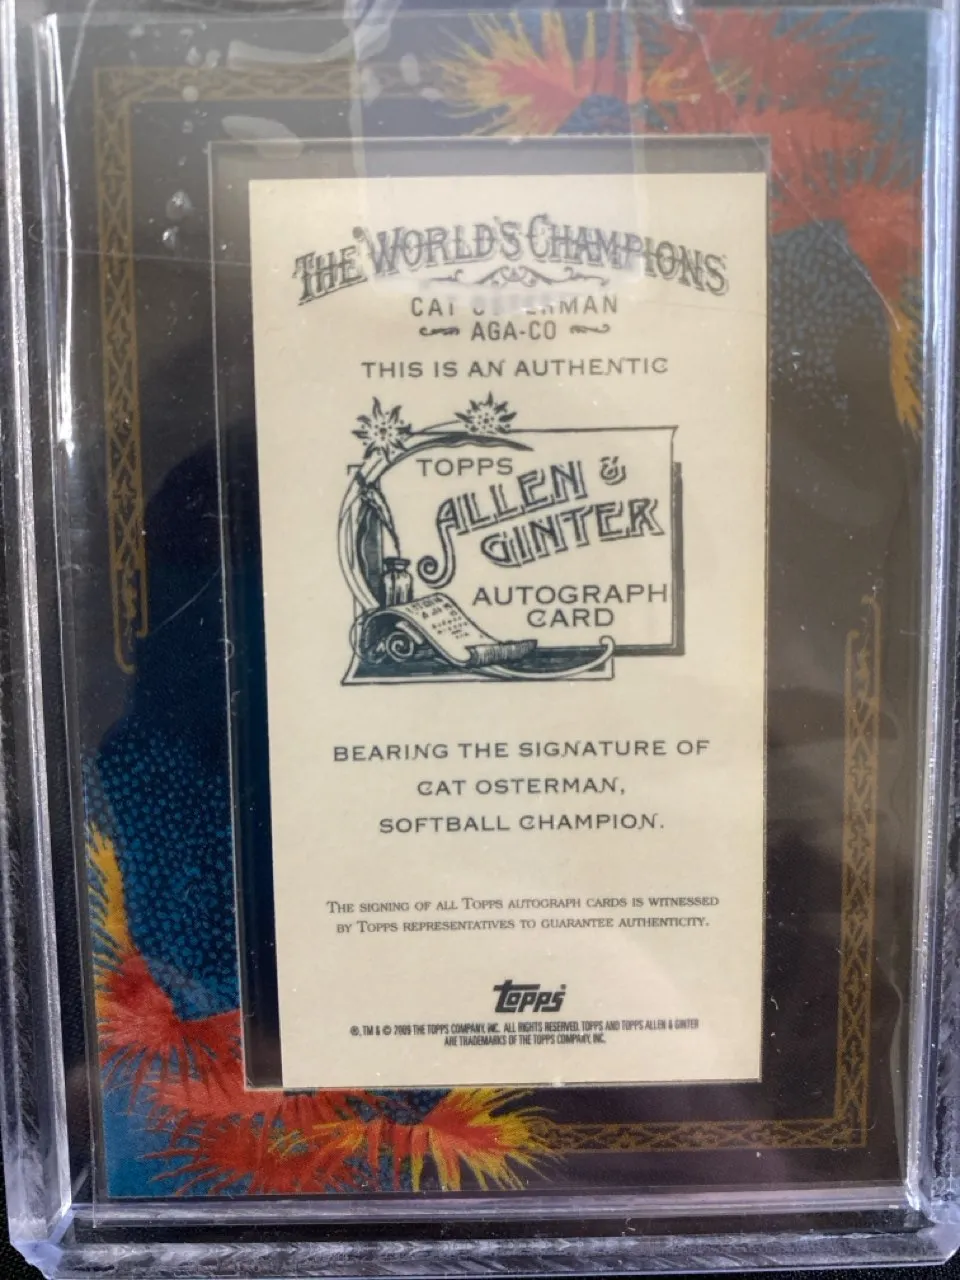 THE WORLD'S CHAMPIONS
CAT OSTERMAN
AGA-CO
THIS IS AN AUTHENTIC
TOPPS
ALLEN &
GINTER
AUTOGRAPH
CARD
BEARING THE SIGNATURE OF
CAT OSTERMAN,
SOFTBALL CHAMPION.
THE SIGNING OF ALL TOPPS AUTOGRAPH CARDS IS WITNESSED
BY TOPPS REPRESENTATIVES TO GUARANTEE AUTHENTICITY.
Topps
®, TM & © 2009 THE TOPPS COMPANY, INC. ALL RIGHTS RESERVED. TOPPS AND TOPPS ALLEN & GINTER
ARE TRADEMARKS OF THE TOPPS COMPANY, INC.